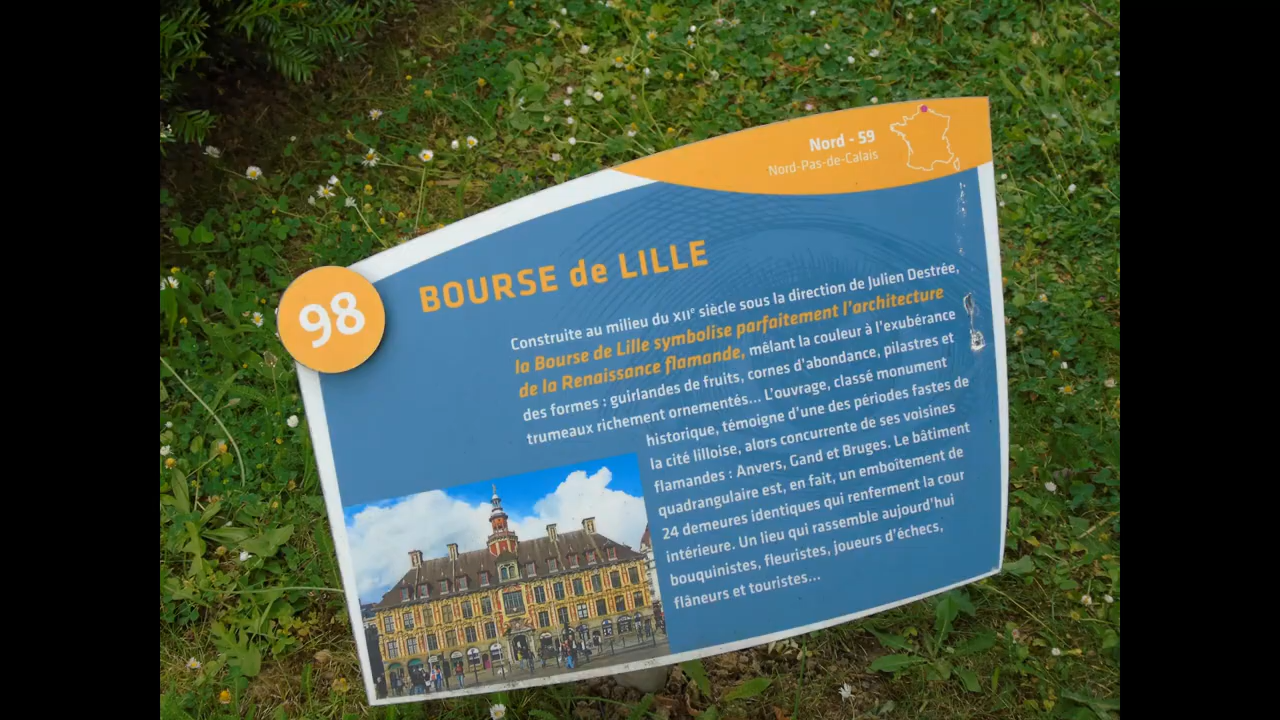 Nord - 59
Nord-Pas-de-Calais
98
BOURSE de LILLE
Construite au milieu du XIIe siècle sous la direction de Julien Destrée,
la Bourse de Lille symbolise parfaitement l'architecture
de la Renaissance flamande, mêlant la couleur à l'exubérance
des formes : guirlandes de fruits, cornes d'abondance, pilastres et
trumeaux richement ornementés... L'ouvrage, classé monument
historique, témoigne d'une des périodes fastes de
la cité lilloise, alors concurrente de ses voisines
flamandes : Anvers, Gand et Bruges. Le bâtiment
quadrangulaire est, en fait, un emboîtement de
24 demeures identiques qui renferment la cour
intérieure. Un lieu qui rassemble aujourd'hui
bouquinistes, fleuristes, joueurs d'échecs,
flâneurs et touristes...